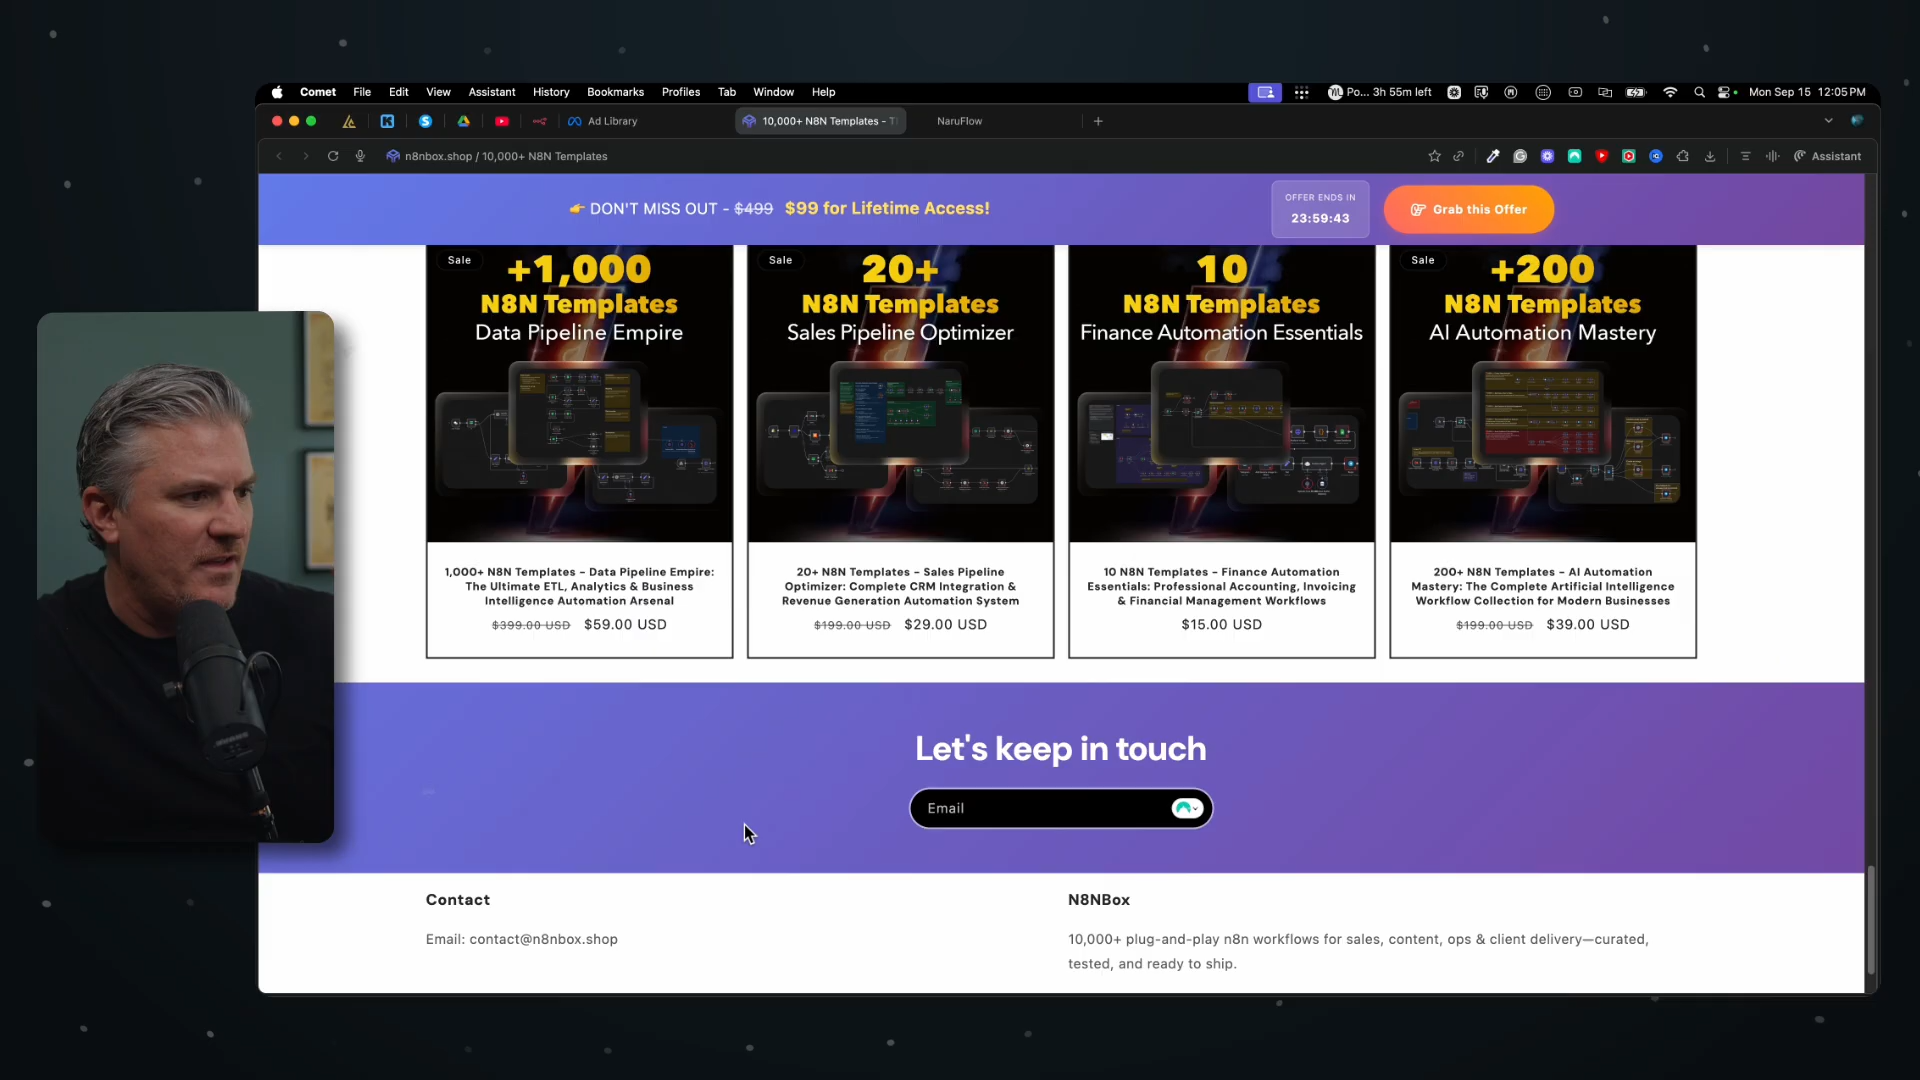 Comet File Edit View Assistant History Bookmarks Profiles Tab Window Help
Po... 3h 55m left
Mon Sep 15 12:05 PM
Ad Library
10,000+ N8N Templates - T
NaruFlow
n8nbox.shop / 10,000+ N8N Templates
Assistant
DON'T MISS OUT - $499 $99 for Lifetime Access!
OFFER ENDS IN
23:59:43
Grab this Offer
Sale
+1,000
N8N Templates
Data Pipeline Empire
1,000+ N8N Templates - Data Pipeline Empire:
The Ultimate ETL, Analytics & Business
Intelligence Automation Arsenal
$399.00 USD $59.00 USD
Sale
20+
N8N Templates
Sales Pipeline Optimizer
20+ N8N Templates - Sales Pipeline
Optimizer: Complete CRM Integration &
Revenue Generation Automation System
$199.00 USD $29.00 USD
10
N8N Templates
Finance Automation Essentials
10 N8N Templates - Finance Automation
Essentials: Professional Accounting, Invoicing
& Financial Management Workflows
$15.00 USD
Sale
+200
N8N Templates
AI Automation Mastery
200+ N8N Templates - AI Automation
Mastery: The Complete Artificial Intelligence
Workflow Collection for Modern Businesses
$199.00 USD $39.00 USD
Let's keep in touch
Email
Contact
Email: contact@n8nbox.shop
N8NBox
10,000+ plug-and-play n8n workflows for sales, content, ops & client delivery—curated,
tested, and ready to ship.